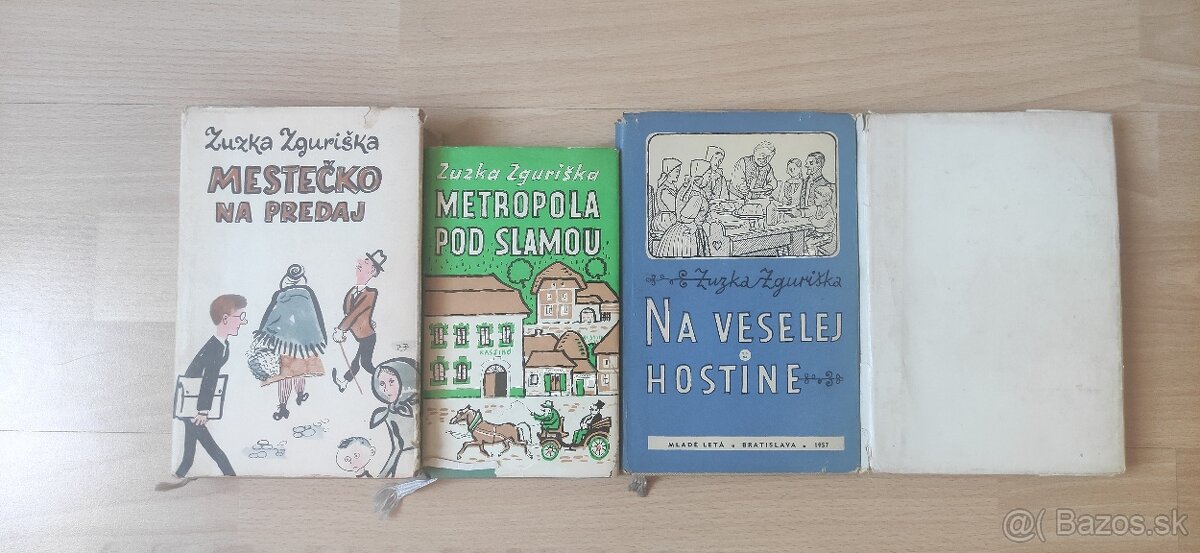 Zuzka Zguriška
MESTEČKO
NA PREDAJ
Zuzka Zguriška
METROPOLA
POD SLAMOU
KASZINÓ
Zuzka Zguriška
NA VESELEJ
HOSTINE
MLADÉ LETÁ • BRATISLAVA • 1957
@( Bazos.sk